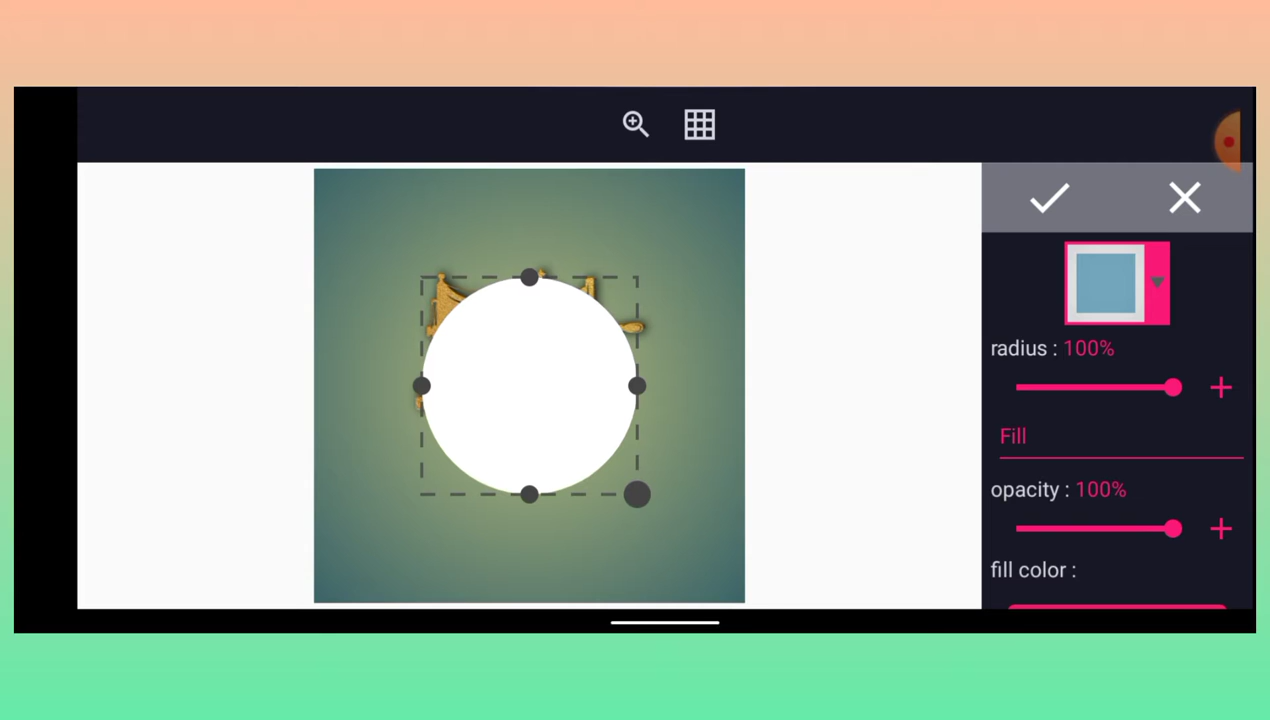 radius : 100%
Fill
opacity : 100%
fill color :